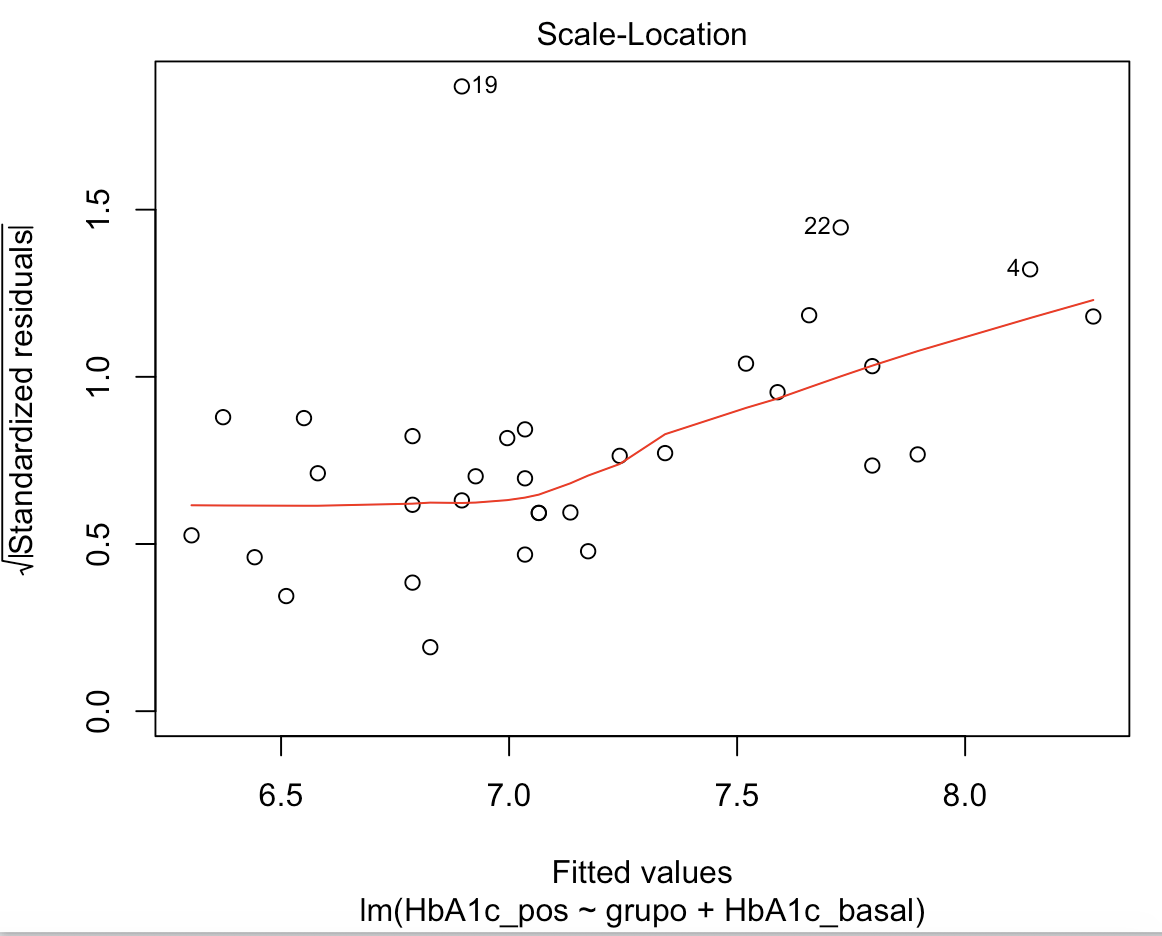 Scale-Location
19
22
4
√|Standardized residuals|
0.0
0.5
1.0
1.5
6.5 7.0 7.5 8.0
Fitted values
lm(HbA1c_pos ~ grupo + HbA1c_basal)